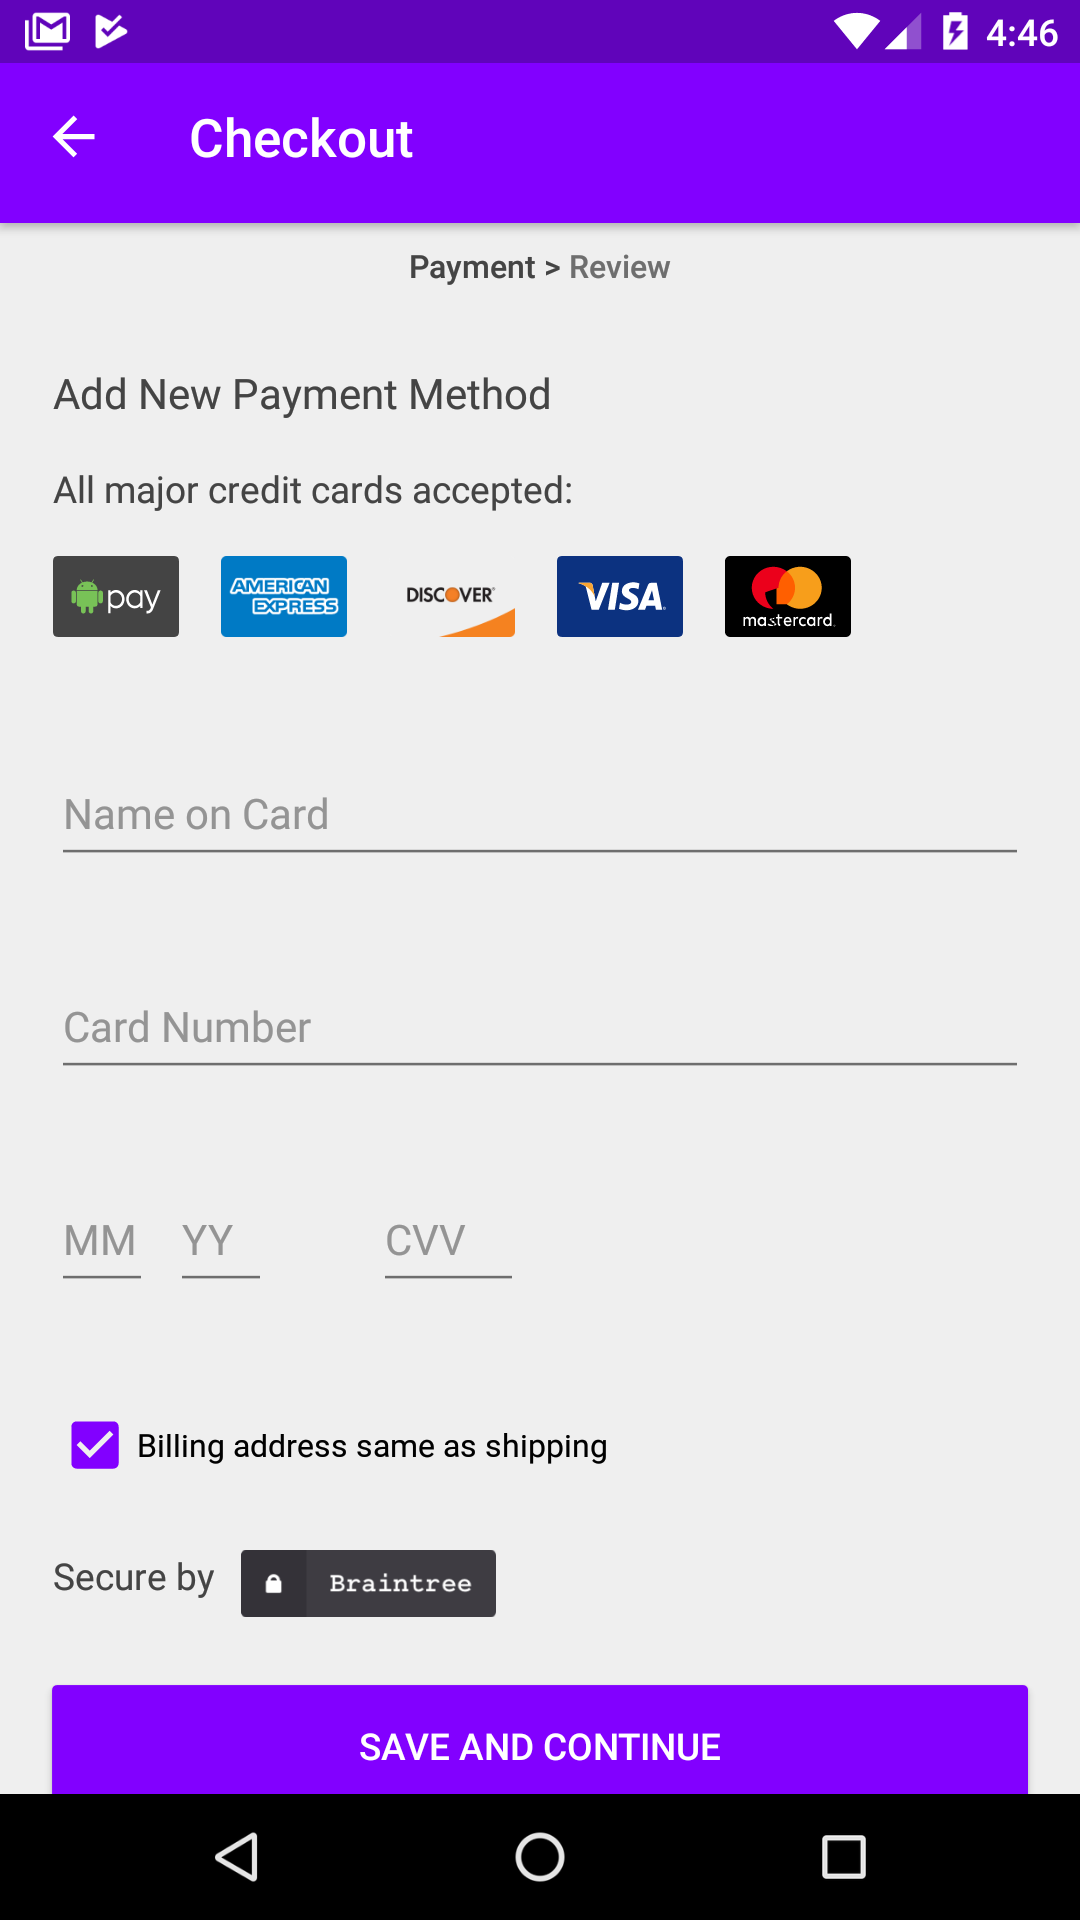 4:46
Checkout
Payment > Review
Add New Payment Method
All major credit cards accepted:
pay AMERICAN EXPRESS DISCOVER VISA mastercard
Name on Card
Card Number
MM YY CVV
Billing address same as shipping
Secure by Braintree
SAVE AND CONTINUE